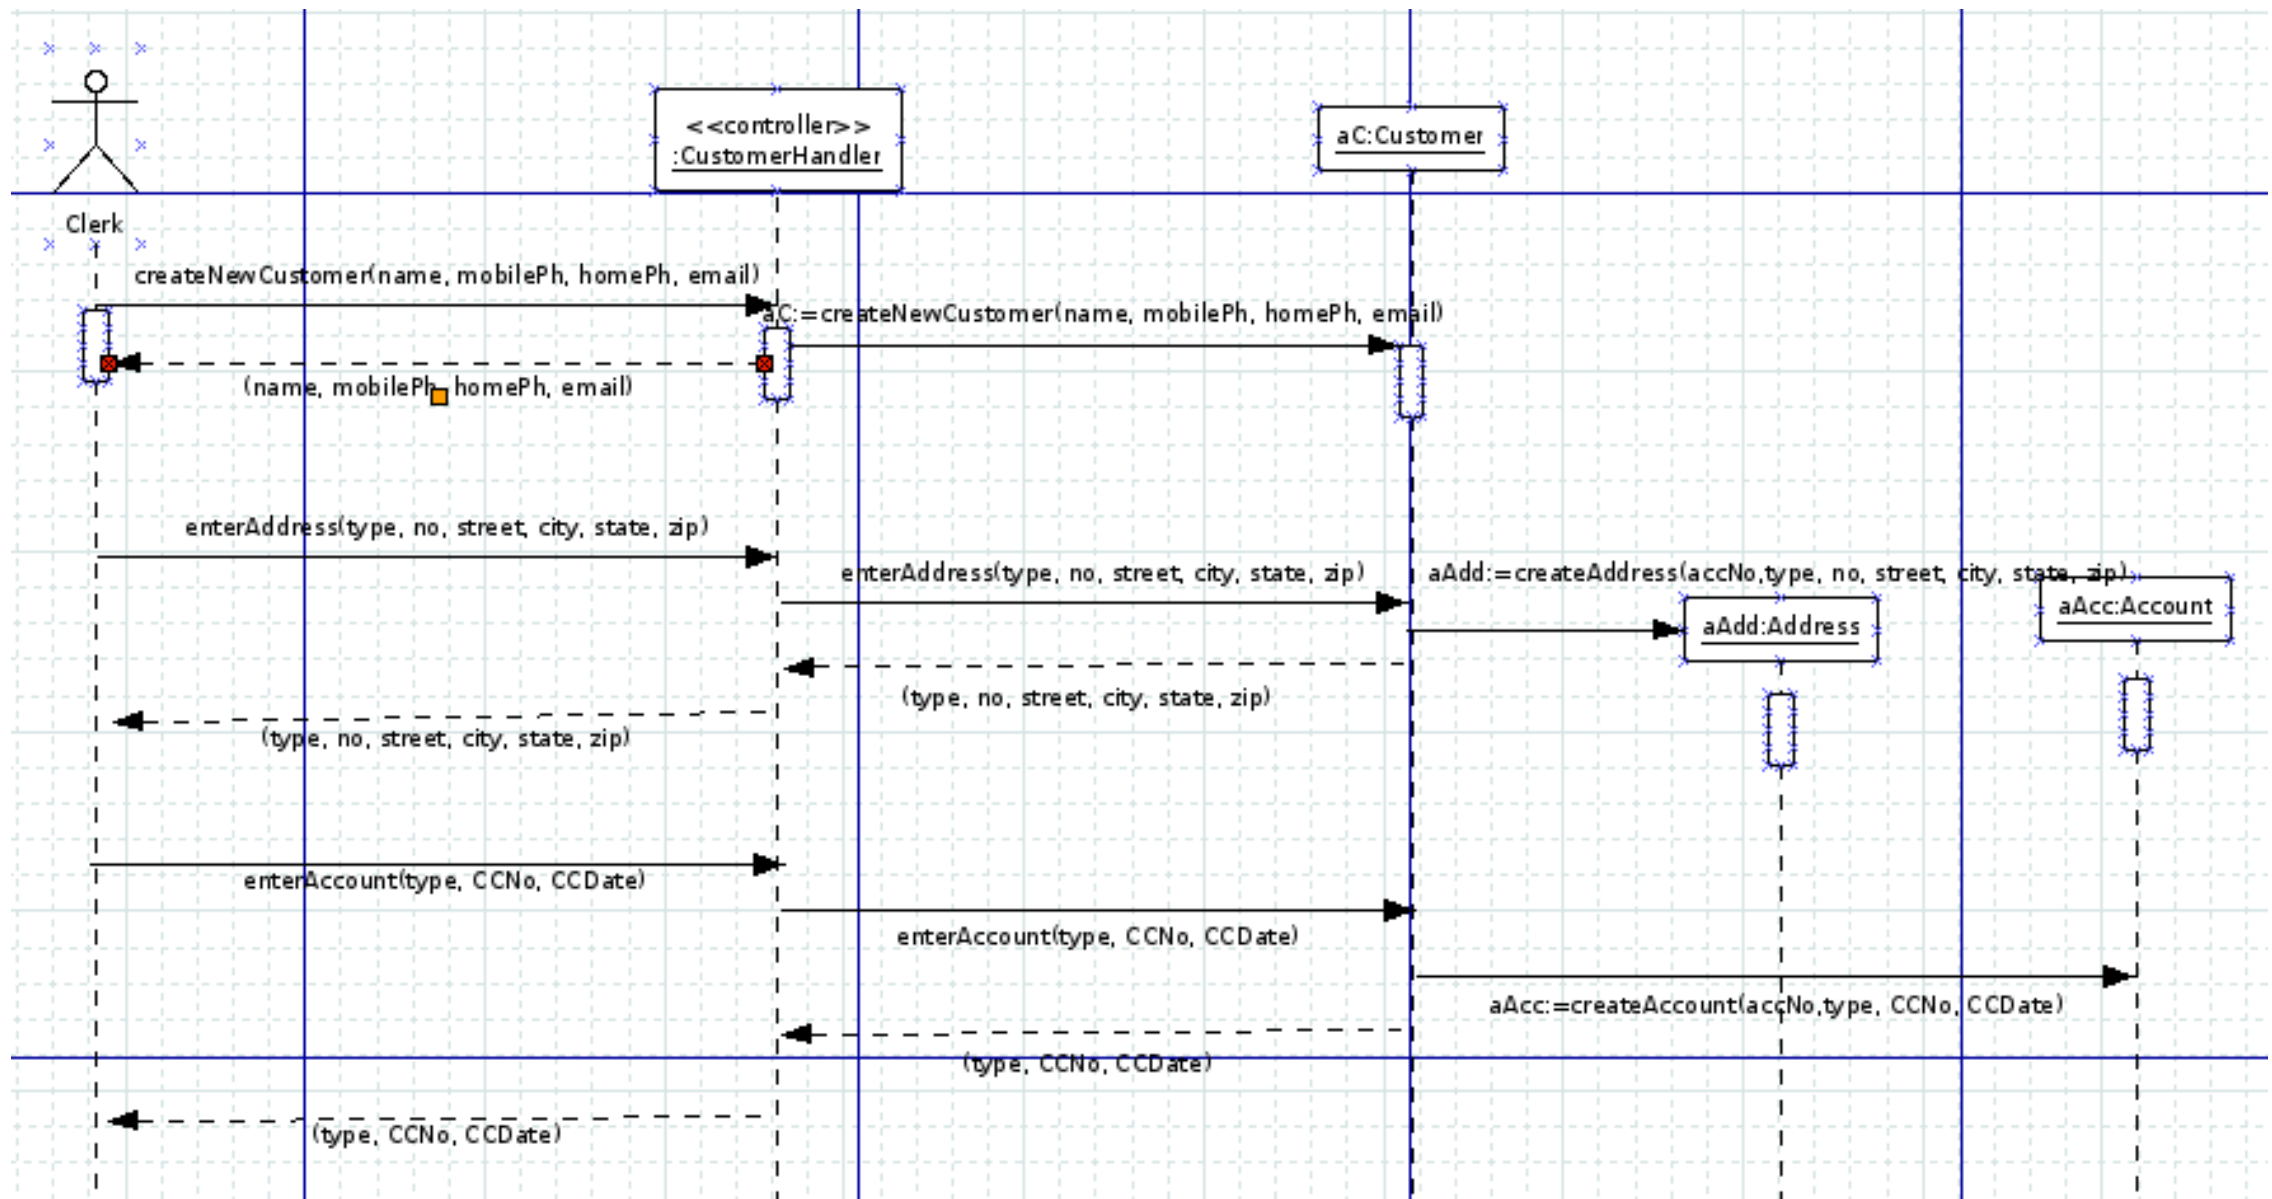 <<controller>>
:CustomerHandler
aC:Customer
Clerk
createNewCustomer(name, mobilePh, homePh, email)
aC:=createNewCustomer(name, mobilePh, homePh, email)
(name, mobilePh, homePh, email)
enterAddress(type, no, street, city, state, zip)
enterAddress(type, no, street, city, state, zip)
aAdd:=createAddress(accNo,type, no, street, city, state, zip)
aAcc:Account
aAdd:Address
(type, no, street, city, state, zip)
(type, no, street, city, state, zip)
enterAccount(type, CCNo, CCDate)
enterAccount(type, CCNo, CCDate)
aAcc:=createAccount(accNo,type, CCNo, CCDate)
(type, CCNo, CCDate)
(type, CCNo, CCDate)